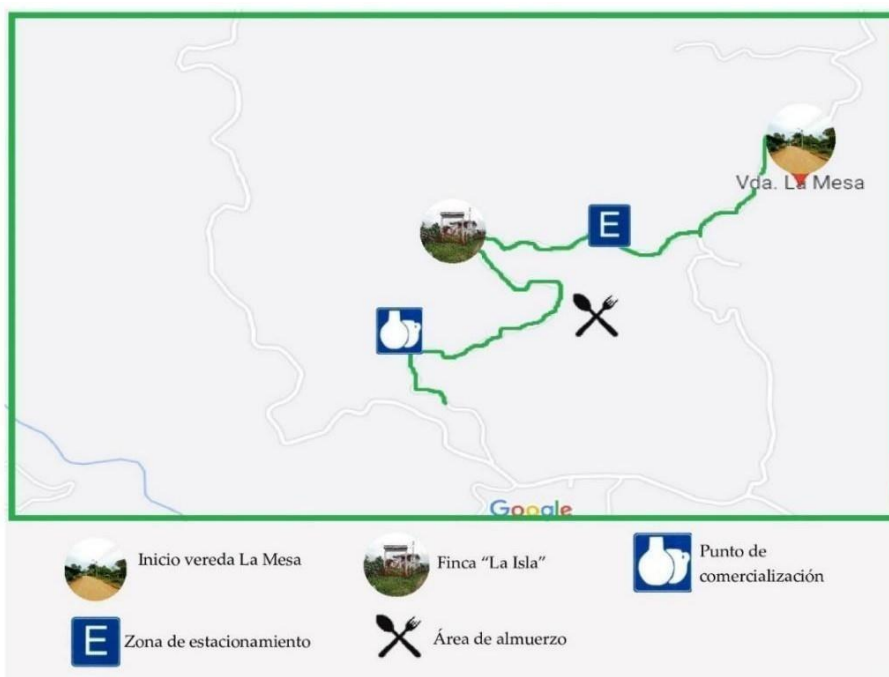 Vda. La Mesa
E
Google
Inicio vereda La Mesa
Finca “La Isla”
Punto de
comercialización
E
Zona de estacionamiento
Área de almuerzo